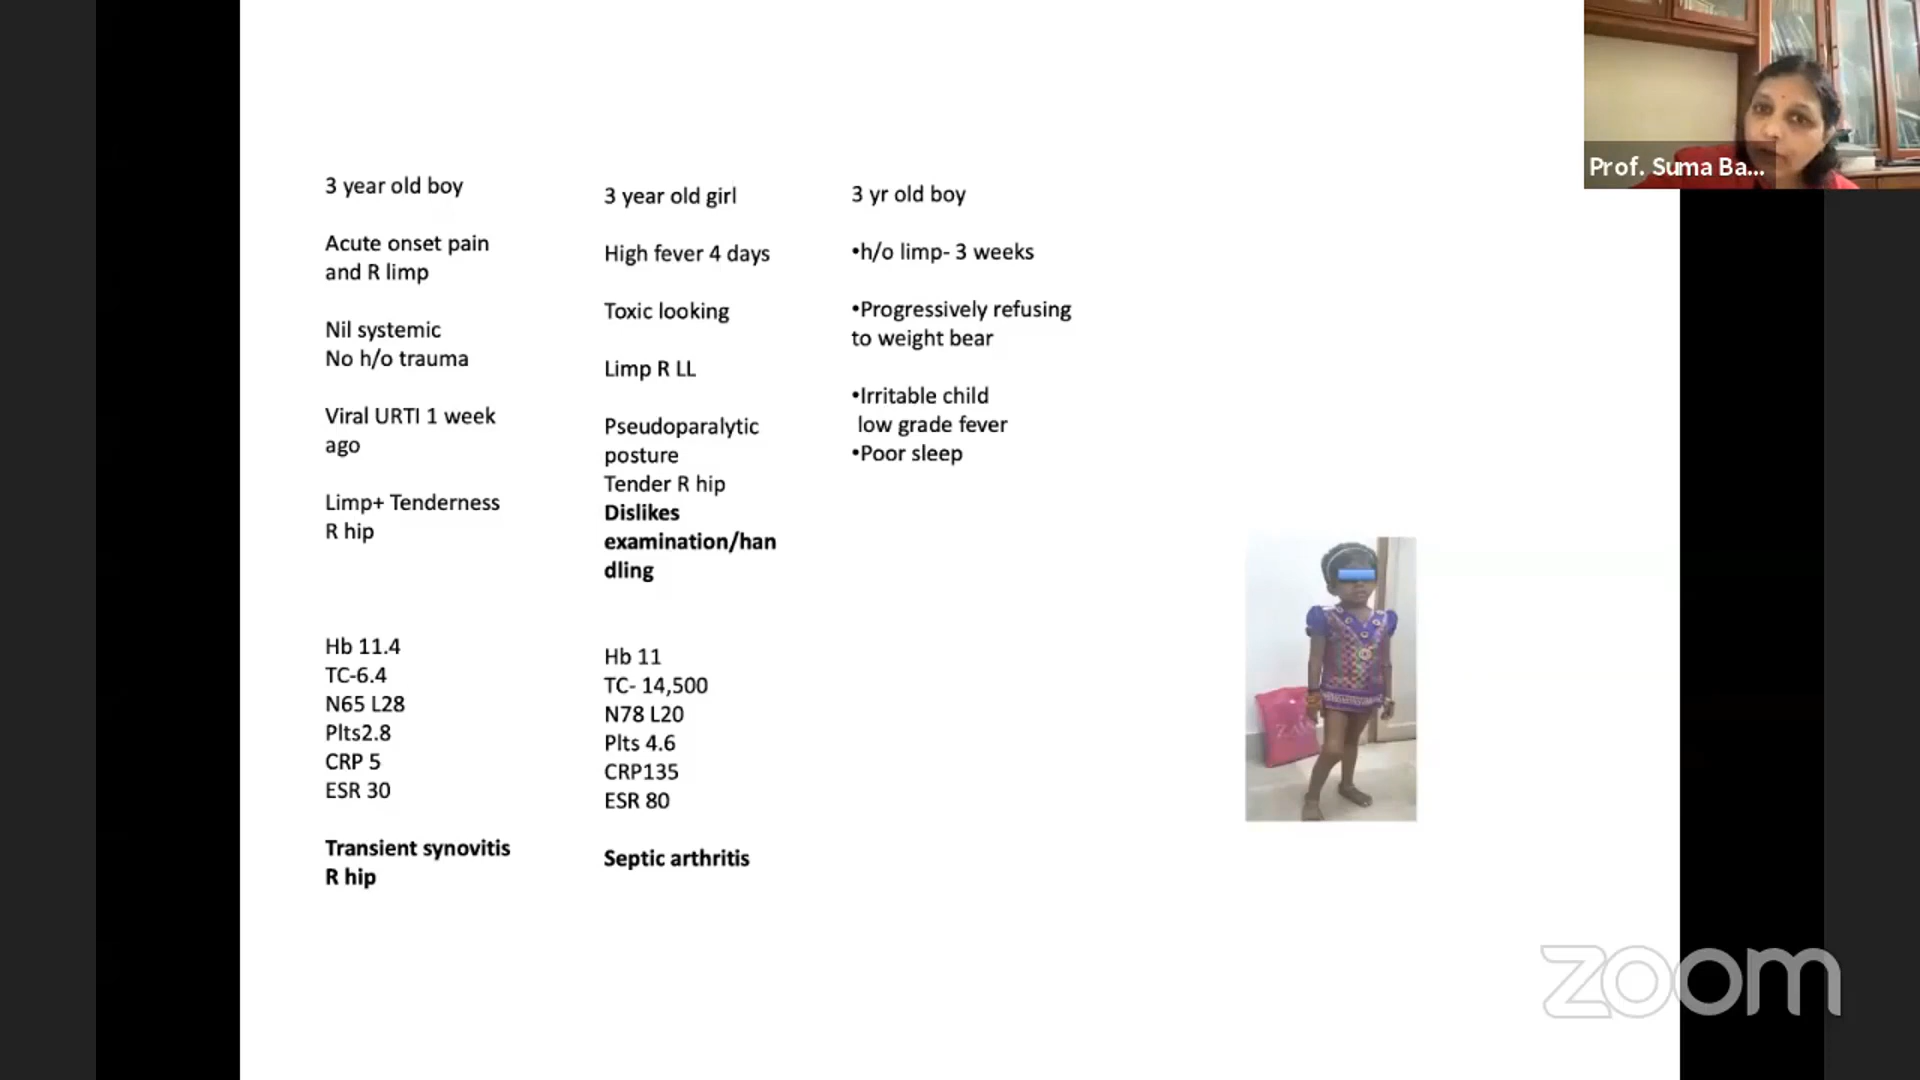 3 year old boy
Acute onset pain
and R limp
Nil systemic
No h/o trauma
Viral URTI 1 week
ago
Limp+ Tenderness
R hip
Hb 11.4
TC-6.4
N65 L28
Plts2.8
CRP 5
ESR 30
Transient synovitis
R hip
3 year old girl
High fever 4 days
Toxic looking
Limp R LL
Pseudoparalytic
posture
Tender R hip
Dislikes
examination/han
dling
Hb 11
TC- 14,500
N78 L20
Plts 4.6
CRP135
ESR 80
Septic arthritis
3 yr old boy
•h/o limp- 3 weeks
•Progressively refusing
to weight bear
•Irritable child
low grade fever
•Poor sleep
Prof. Suma Ba...
zoom